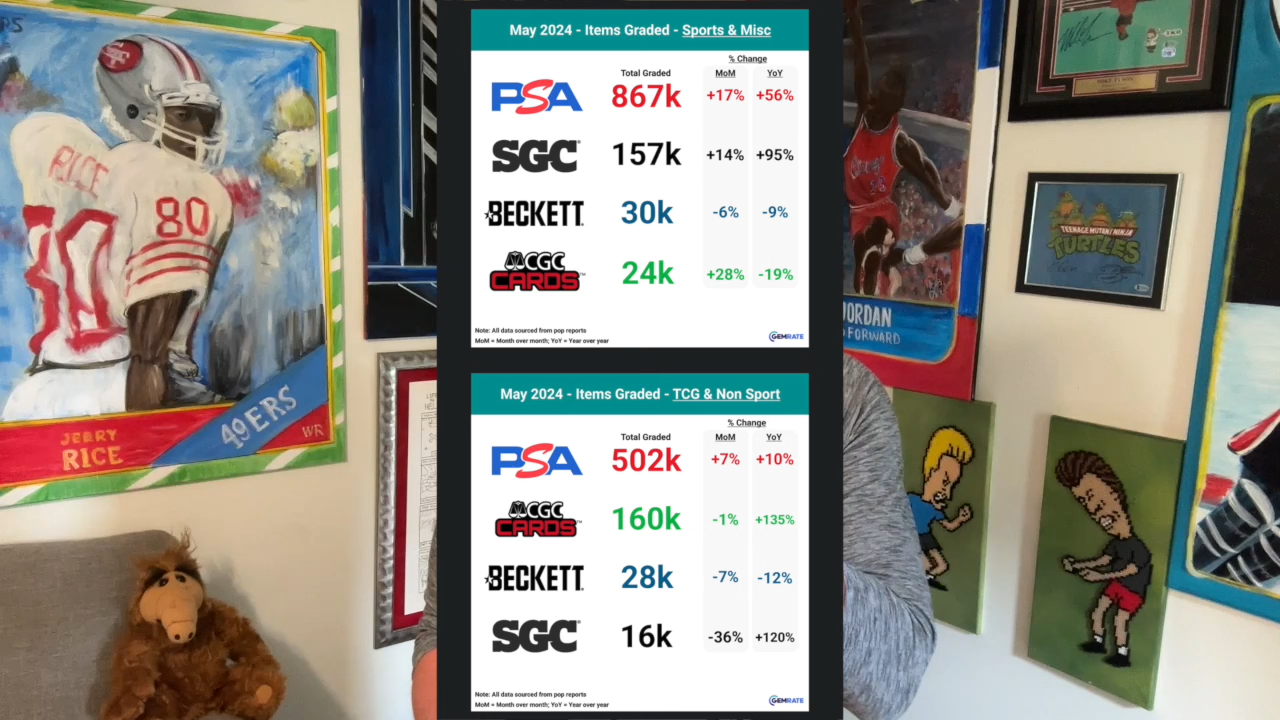 RS
RICE
80
JERRY
RICE
49ERS
WR
May 2024 - Items Graded - Sports & Misc
% Change
Total Graded MoM YoY
PSA 867k +17% +56%
SGC 157k +14% +95%
BECKETT 30k -6% -9%
CGC CARDS 24k +28% -19%
Note: All data sourced from pop reports
MoM = Month over month; YoY = Year over year
GEMRATE
May 2024 - Items Graded - TCG & Non Sport
% Change
Total Graded MoM YoY
PSA 502k +7% +10%
CGC CARDS 160k -1% +135%
BECKETT 28k -7% -12%
SGC 16k -36% +120%
Note: All data sourced from pop reports
MoM = Month over month; YoY = Year over year
GEMRATE
JORDAN
FORWARD
TEENAGE MUTANT NINJA
TURTLES